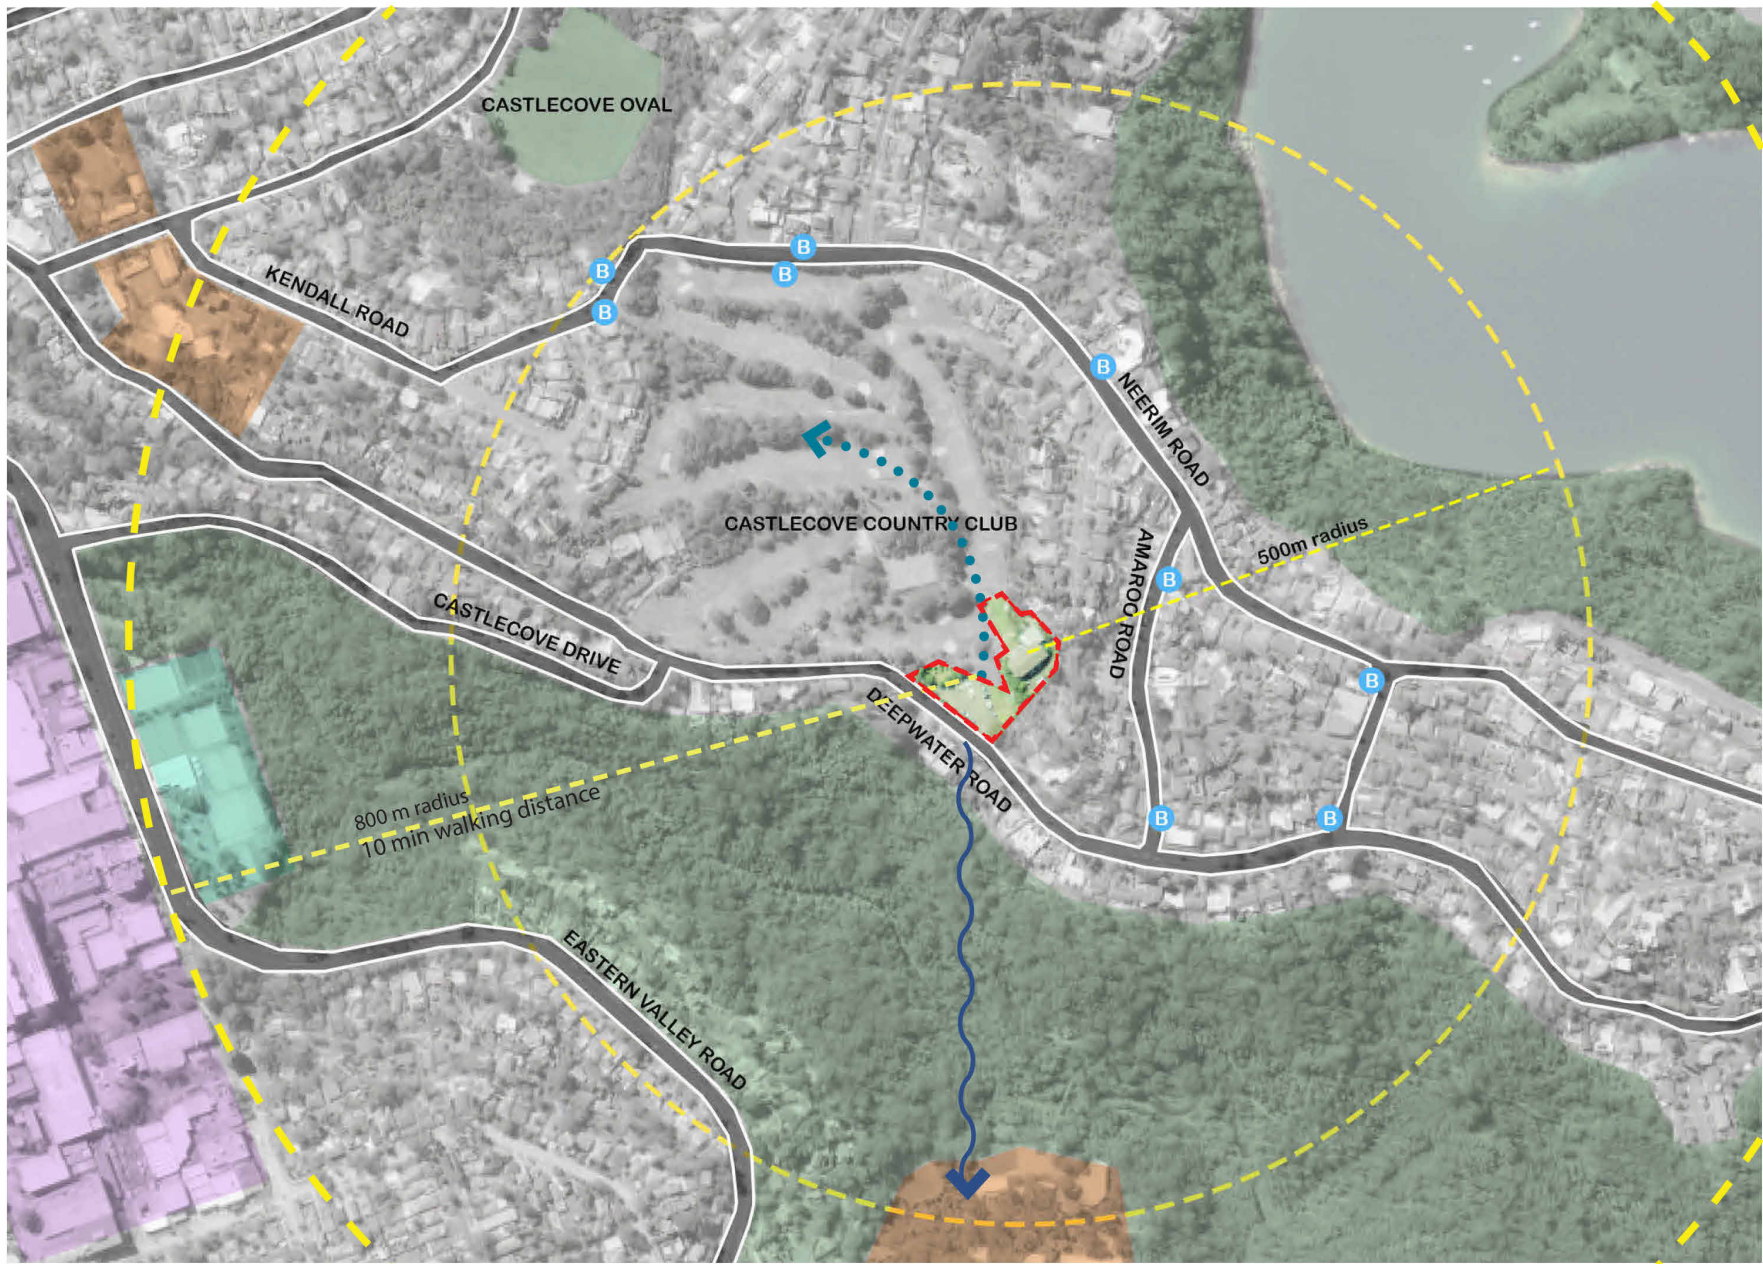 CASTLECOVE OVAL
B
B
B
KENDALL ROAD
B
B
NEERIM ROAD
CASTLECOVE COUNTRY CLUB
500m radius
AMAROO ROAD
B
CASTLECOVE DRIVE
B
DEEPWATER ROAD
800 m radius
10 min walking distance
B
B
EASTERN VALLEY ROAD